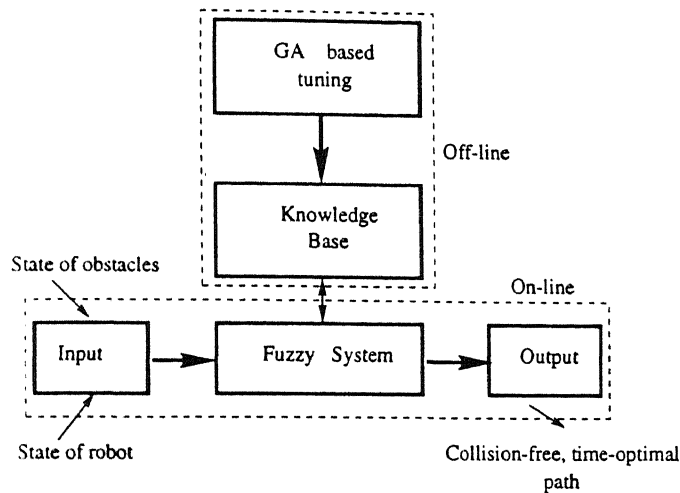 GA based
tuning
Off-line
Knowledge
Base
State of obstacles
On-line
Input
Fuzzy System
Output
State of robot
Collision-free, time-optimal
path